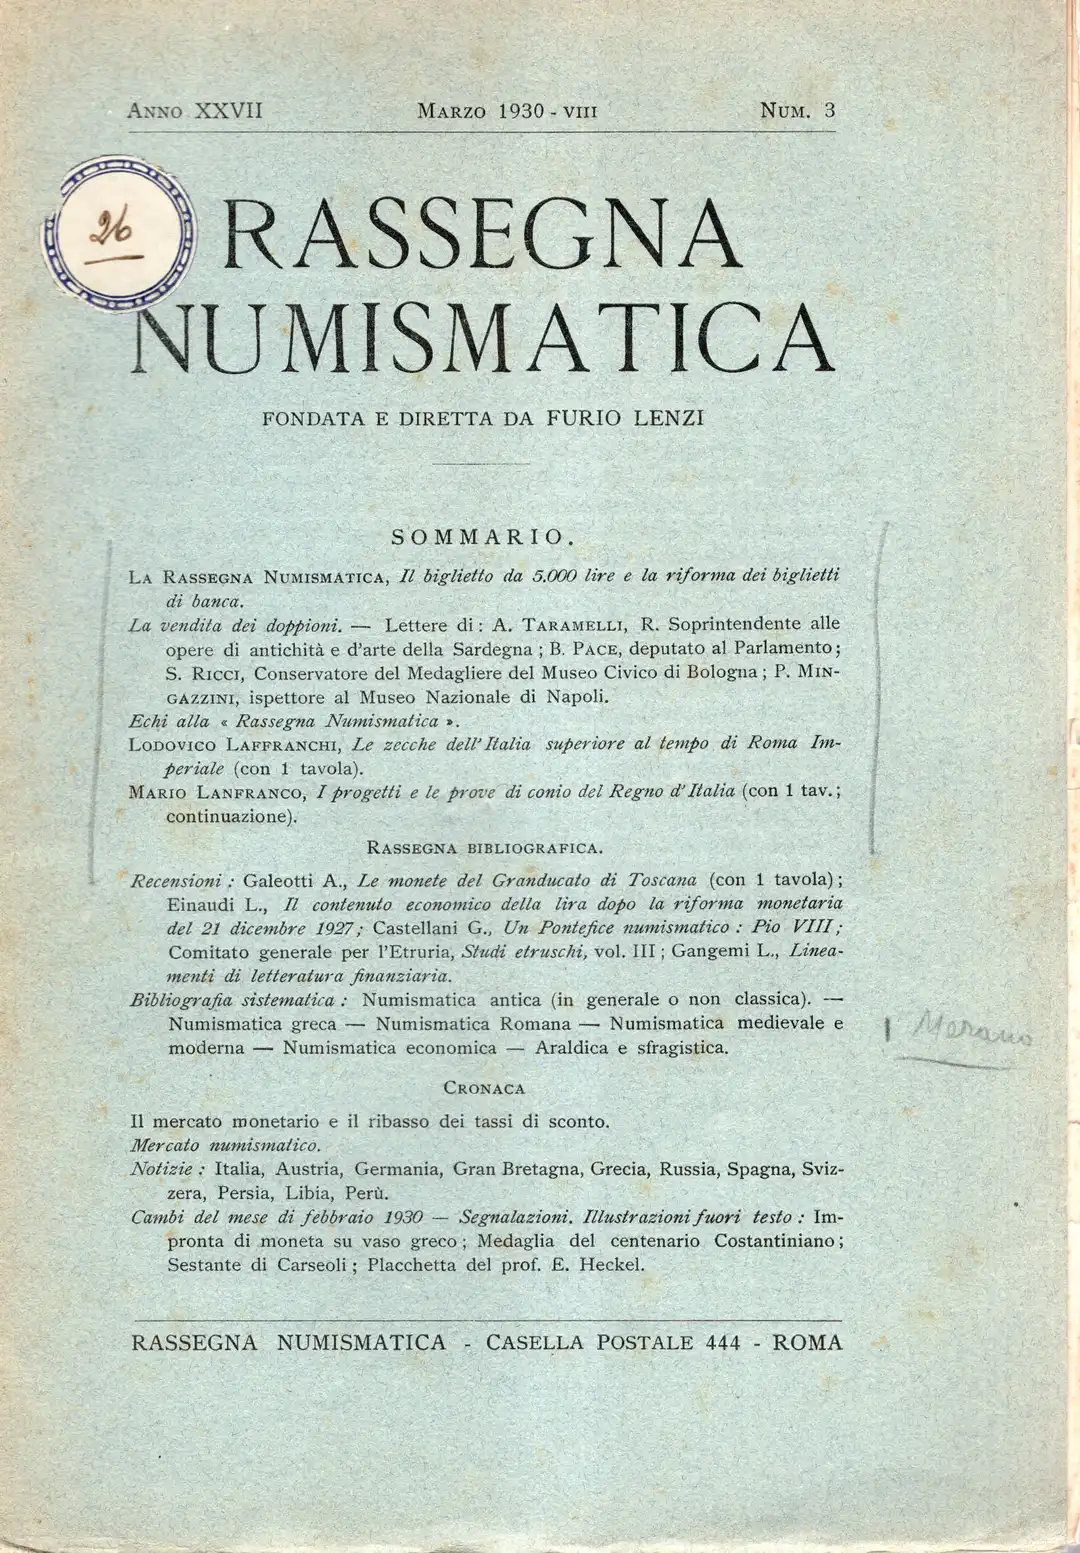 ANNO XXVII MARZO 1930 - VIII NUM. 3
26
RASSEGNA
NUMISMATICA
FONDATA E DIRETTA DA FURIO LENZI
SOMMARIO.
LA RASSEGNA NUMISMATICA, Il biglietto da 5.000 lire e la riforma dei biglietti
di banca.
La vendita dei doppioni. — Lettere di : A. TARAMELLI, R. Soprintendente alle
opere di antichità e d'arte della Sardegna ; B. PACE, deputato al Parlamento ;
S. RICCI, Conservatore del Medagliere del Museo Civico di Bologna ; P. MIN-
GAZZINI, ispettore al Museo Nazionale di Napoli.
Echi alla « Rassegna Numismatica ».
LODOVICO LAFFRANCHI, Le zecche dell'Italia superiore al tempo di Roma Im-
periale (con 1 tavola).
MARIO LANFRANCO, I progetti e le prove di conio del Regno d'Italia (con 1 tav. ;
continuazione).
RASSEGNA BIBLIOGRAFICA.
Recensioni : Galeotti A., Le monete del Granducato di Toscana (con 1 tavola) ;
Einaudi L., Il contenuto economico della lira dopo la riforma monetaria
del 21 dicembre 1927 ; Castellani G., Un Pontefice numismatico : Pio VIII ;
Comitato generale per l'Etruria, Studi etruschi, vol. III ; Gangemi L., Linea-
menti di letteratura finanziaria.
Bibliografia sistematica : Numismatica antica (in generale o non classica). —
Numismatica greca — Numismatica Romana — Numismatica medievale e
moderna — Numismatica economica — Araldica e sfragistica.
Merano
CRONACA
Il mercato monetario e il ribasso dei tassi di sconto.
Mercato numismatico.
Notizie : Italia, Austria, Germania, Gran Bretagna, Grecia, Russia, Spagna, Sviz-
zera, Persia, Libia, Perù.
Cambi del mese di febbraio 1930 — Segnalazioni. Illustrazioni fuori testo : Im-
pronta di moneta su vaso greco ; Medaglia del centenario Costantiniano ;
Sestante di Carseoli ; Placchetta del prof. E. Heckel.
RASSEGNA NUMISMATICA - CASELLA POSTALE 444 - ROMA